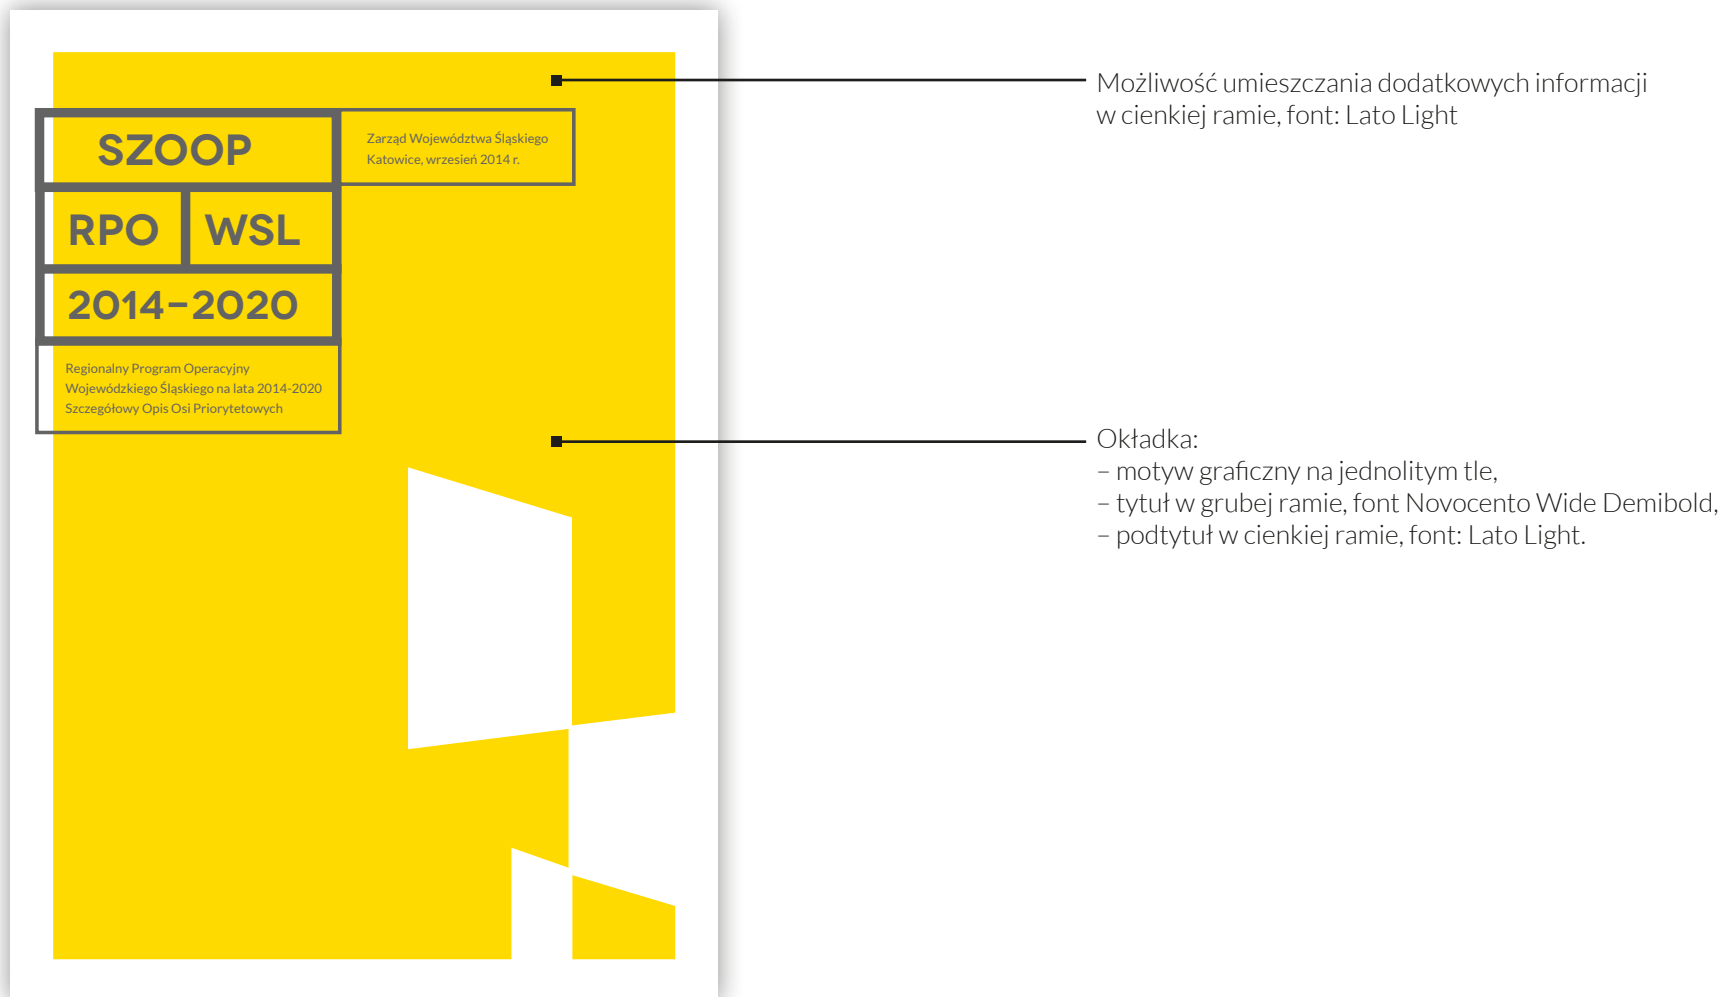 SZOOP
RPO WSL
2014-2020
Zarząd Województwa Śląskiego
Katowice, wrzesień 2014 r.
Regionalny Program Operacyjny
Wojewódzkiego Śląskiego na lata 2014-2020
Szczegółowy Opis Osi Priorytetowych
Możliwość umieszczania dodatkowych informacji
w cienkiej ramie, font: Lato Light
Okładka:
– motyw graficzny na jednolitym tle,
– tytuł w grubej ramie, font Novocento Wide Demibold,
– podtytuł w cienkiej ramie, font: Lato Light.